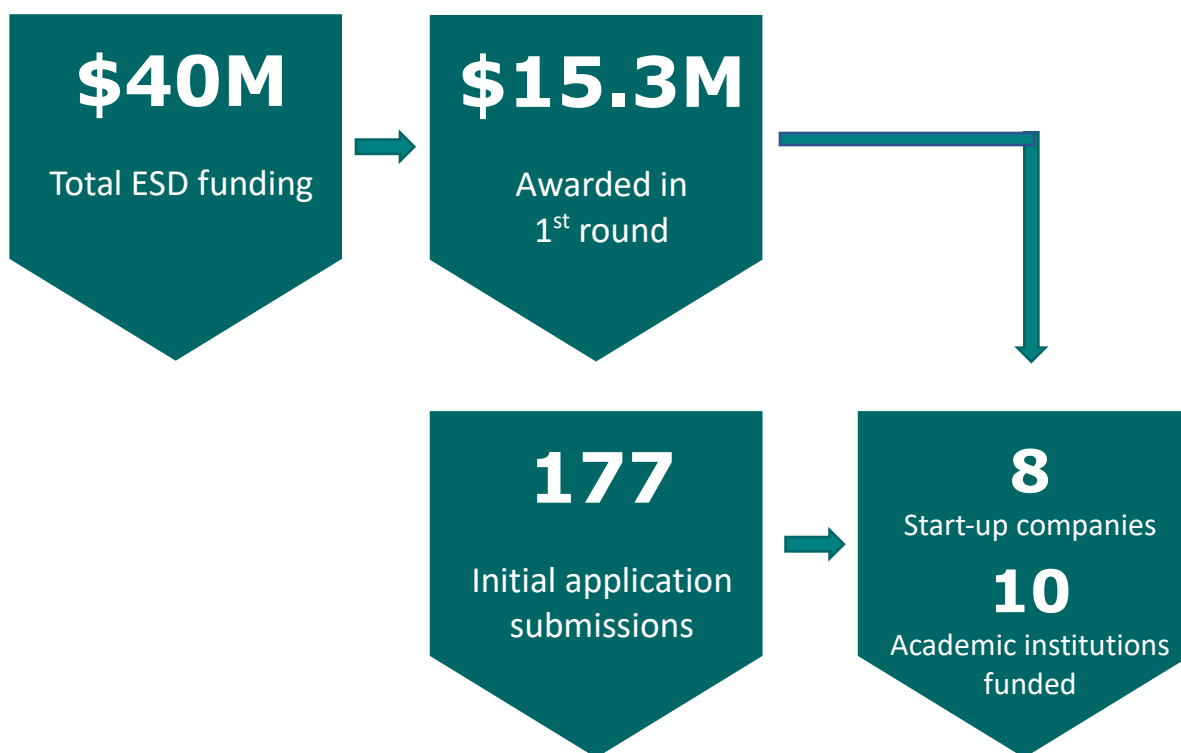 $40M
Total ESD funding
$15.3M
Awarded in
1st round
177
Initial application
submissions
8
Start-up companies
10
Academic institutions
funded